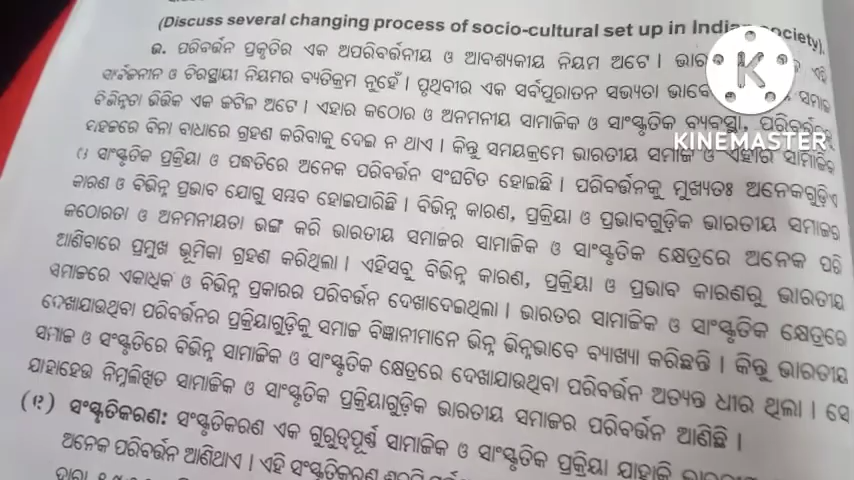 (Discuss several changing process of socio-cultural set up in Indian society).
ଉ. ପରିବର୍ତ୍ତନ ପ୍ରକୃତିର ଏକ ଅପରିବର୍ତ୍ତନୀୟ ଓ ଆବଶ୍ୟକୀୟ ନିୟମ ଅଟେ ।
ସାର୍ବଜନୀନ ଓ ଚିରସ୍ଥାୟୀ ନିୟମର ବ୍ୟତିକ୍ରମ ନୁହେଁ । ପୃଥିବୀର ଏକ ସର୍ବପୁରାତନ ସଭ୍ୟତା ସମାଜ
ବିଭିନ୍ନତା ଭିତ୍ତିକ ଏକ ଜଟିଳ ଅଟେ । ଏହାର କଠୋର ଓ ଅନମନୀୟ ସାମାଜିକ ଓ ସାଂସ୍କୃତିକ ବ୍ୟବସ୍ଥା, ପରିବର୍ତ୍ତନକୁ
ସହଜରେ ବିନା ବାଧାରେ ଗ୍ରହଣ କରିବାକୁ ଦେଇ ନ ଥାଏ । କିନ୍ତୁ ସମୟକ୍ରମେ ଭାରତୀୟ ସମାଜ ଓ ଏହାର ସାମାଜିକ
ଓ ସାଂସ୍କୃତିକ ପ୍ରକ୍ରିୟା ଓ ପଦ୍ଧତିରେ ଅନେକ ପରିବର୍ତ୍ତନ ସଂଘଟିତ ହୋଇଛି । ପରିବର୍ତ୍ତନକୁ ମୁଖ୍ୟତଃ ଅନେକଗୁଡ଼ିଏ
କାରଣ ଓ ବିଭିନ୍ନ ପ୍ରଭାବ ଯୋଗୁ ସମ୍ଭବ ହୋଇପାରିଛି । ବିଭିନ୍ନ କାରଣ, ପ୍ରକ୍ରିୟା ଓ ପ୍ରଭାବଗୁଡ଼ିକ ଭାରତୀୟ ସମାଜର
କଠୋରତା ଓ ଅନମନୀୟତା ଭଙ୍ଗ କରି ଭାରତୀୟ ସମାଜର ସାମାଜିକ ଓ ସାଂସ୍କୃତିକ କ୍ଷେତ୍ରରେ ଅନେକ ପରି
ଆଣିବାରେ ପ୍ରମୁଖ ଭୂମିକା ଗ୍ରହଣ କରିଥିଲା । ଏହିସବୁ ବିଭିନ୍ନ କାରଣ, ପ୍ରକ୍ରିୟା ଓ ପ୍ରଭାବ କାରଣରୁ ଭାରତୀୟ
ସମାଜରେ ଏକାଧିକ ଓ ବିଭିନ୍ନ ପ୍ରକାରର ପରିବର୍ତ୍ତନ ଦେଖାଦେଇଥିଲା । ଭାରତର ସାମାଜିକ ଓ ସାଂସ୍କୃତିକ କ୍ଷେତ୍ରରେ
ଦେଖାଯାଉଥିବା ପରିବର୍ତ୍ତନର ପ୍ରକ୍ରିୟାଗୁଡ଼ିକୁ ସମାଜ ବିଜ୍ଞାନୀମାନେ ଭିନ୍ନ ଭିନ୍ନଭାବେ ବ୍ୟାଖ୍ୟା କରିଛନ୍ତି । କିନ୍ତୁ ଭାରତୀୟ
ସମାଜ ଓ ସଂସ୍କୃତିରେ ବିଭିନ୍ନ ସାମାଜିକ ଓ ସାଂସ୍କୃତିକ କ୍ଷେତ୍ରରେ ଦେଖାଯାଉଥିବା ପରିବର୍ତ୍ତନ ଅତ୍ୟନ୍ତ ଧୀର ଥିଲା । ସେ
ଯାହାହେଉ ନିମ୍ନଲିଖିତ ସାମାଜିକ ଓ ସାଂସ୍କୃତିକ ପ୍ରକ୍ରିୟାଗୁଡ଼ିକ ଭାରତୀୟ ସମାଜର ପରିବର୍ତ୍ତନ ଆଣିଛି ।
ସଂସ୍କୃତିକରଣ: ସଂସ୍କୃତିକରଣ ଏକ ଗୁରୁତ୍ୱପୂର୍ଣ୍ଣ ସାମାଜିକ ଓ ସାଂସ୍କୃତିକ ପ୍ରକ୍ରିୟା ଯାହାକି
ଅନେକ ପରିବର୍ତ୍ତନ ଆଣିଥାଏ । ଏହି ସଂସ୍କୃତିକରଣ
K
KINEMASTER